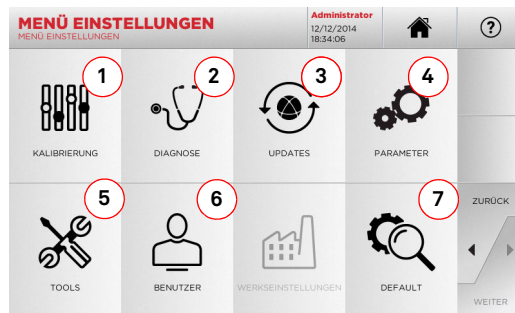 MENÜ EINSTELLUNGEN
MENÜ EINSTELLUNGEN
Administrator
12/12/2014
18:34:06
?
1
2
3
4
KALIBRIERUNG
DIAGNOSE
UPDATES
PARAMETER
5
6
7
ZURÜCK
TOOLS
BENUTZER
WERKSEINSTELLUNGEN
DEFAULT
WEITER